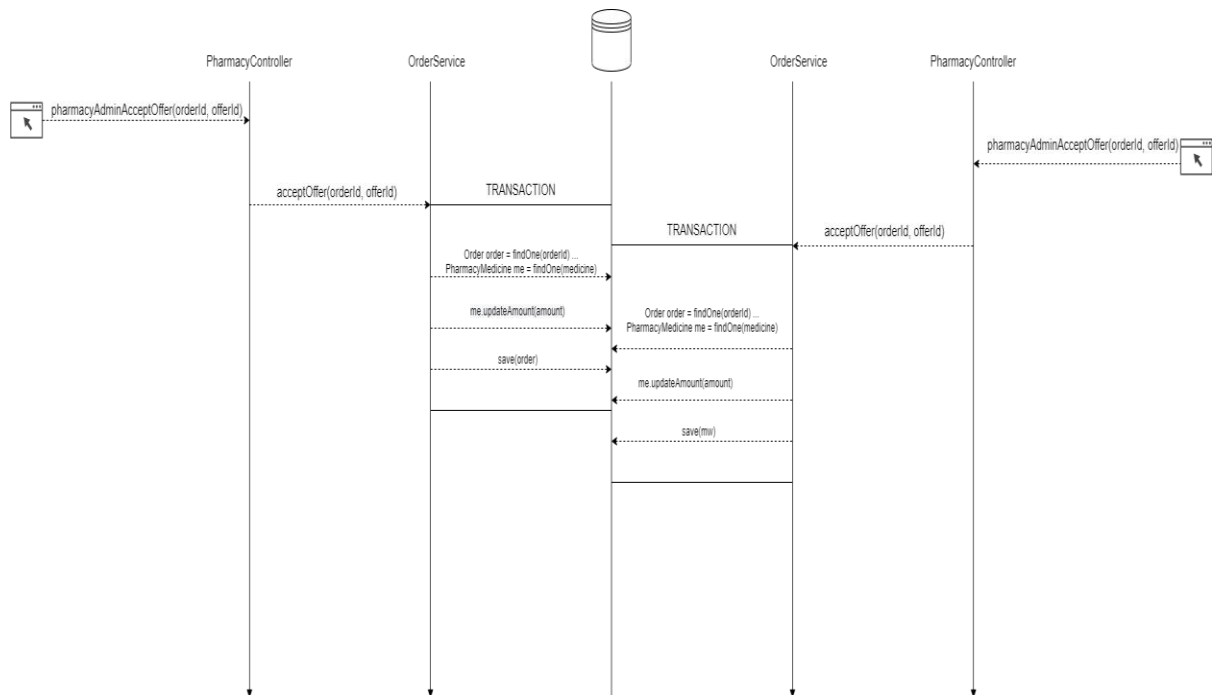 PharmacyController
OrderService
OrderService
PharmacyController
pharmacyAdminAcceptOffer(orderId, offerId)
pharmacyAdminAcceptOffer(orderId, offerId)
acceptOffer(orderId, offerId)
TRANSACTION
TRANSACTION
acceptOffer(orderId, offerId)
Order order = findOne(orderId) ...
PharmacyMedicine me = findOne(medicine)
me.updateAmount(amount)
Order order = findOne(orderId) ...
PharmacyMedicine me = findOne(medicine)
save(order)
me.updateAmount(amount)
save(mw)